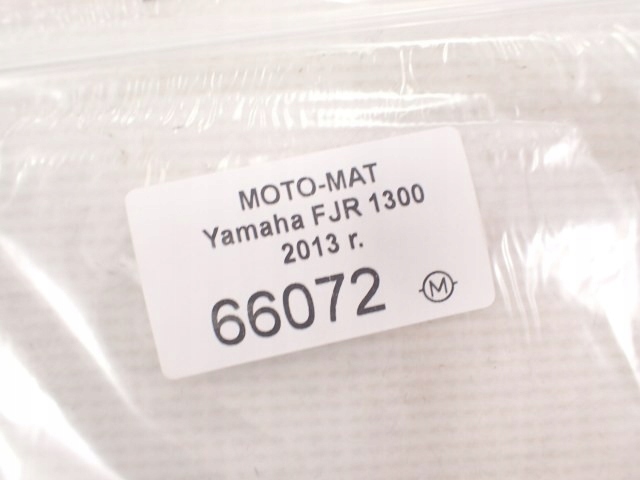 MOTO-MAT
Yamaha FJR 1300
2013 r.
66072 M